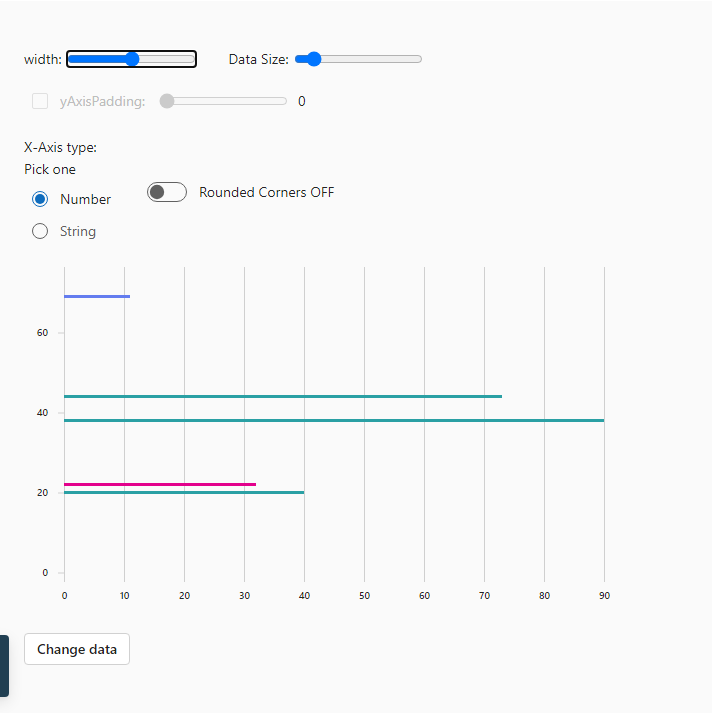 width: Data Size:
yAxisPadding: 0
X-Axis type:
Pick one
Number Rounded Corners OFF
String
60
40
20
0
0 10 20 30 40 50 60 70 80 90
Change data